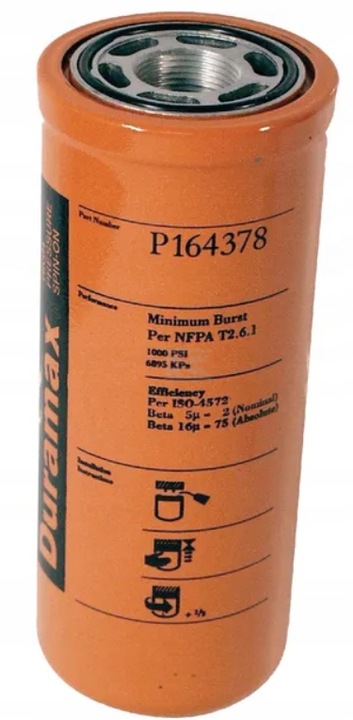 Duramax
PRESSURE
SPIN-ON
Part Number
P164378
Performance
Minimum Burst
Per NFPA T2.6.1
1000 PSI
6895 KPa
Efficiency
Per ISO-4572
Beta 5µ = 2 (Nominal)
Beta 16µ = 75 (Absolute)
Installation
Instructions
+ ½